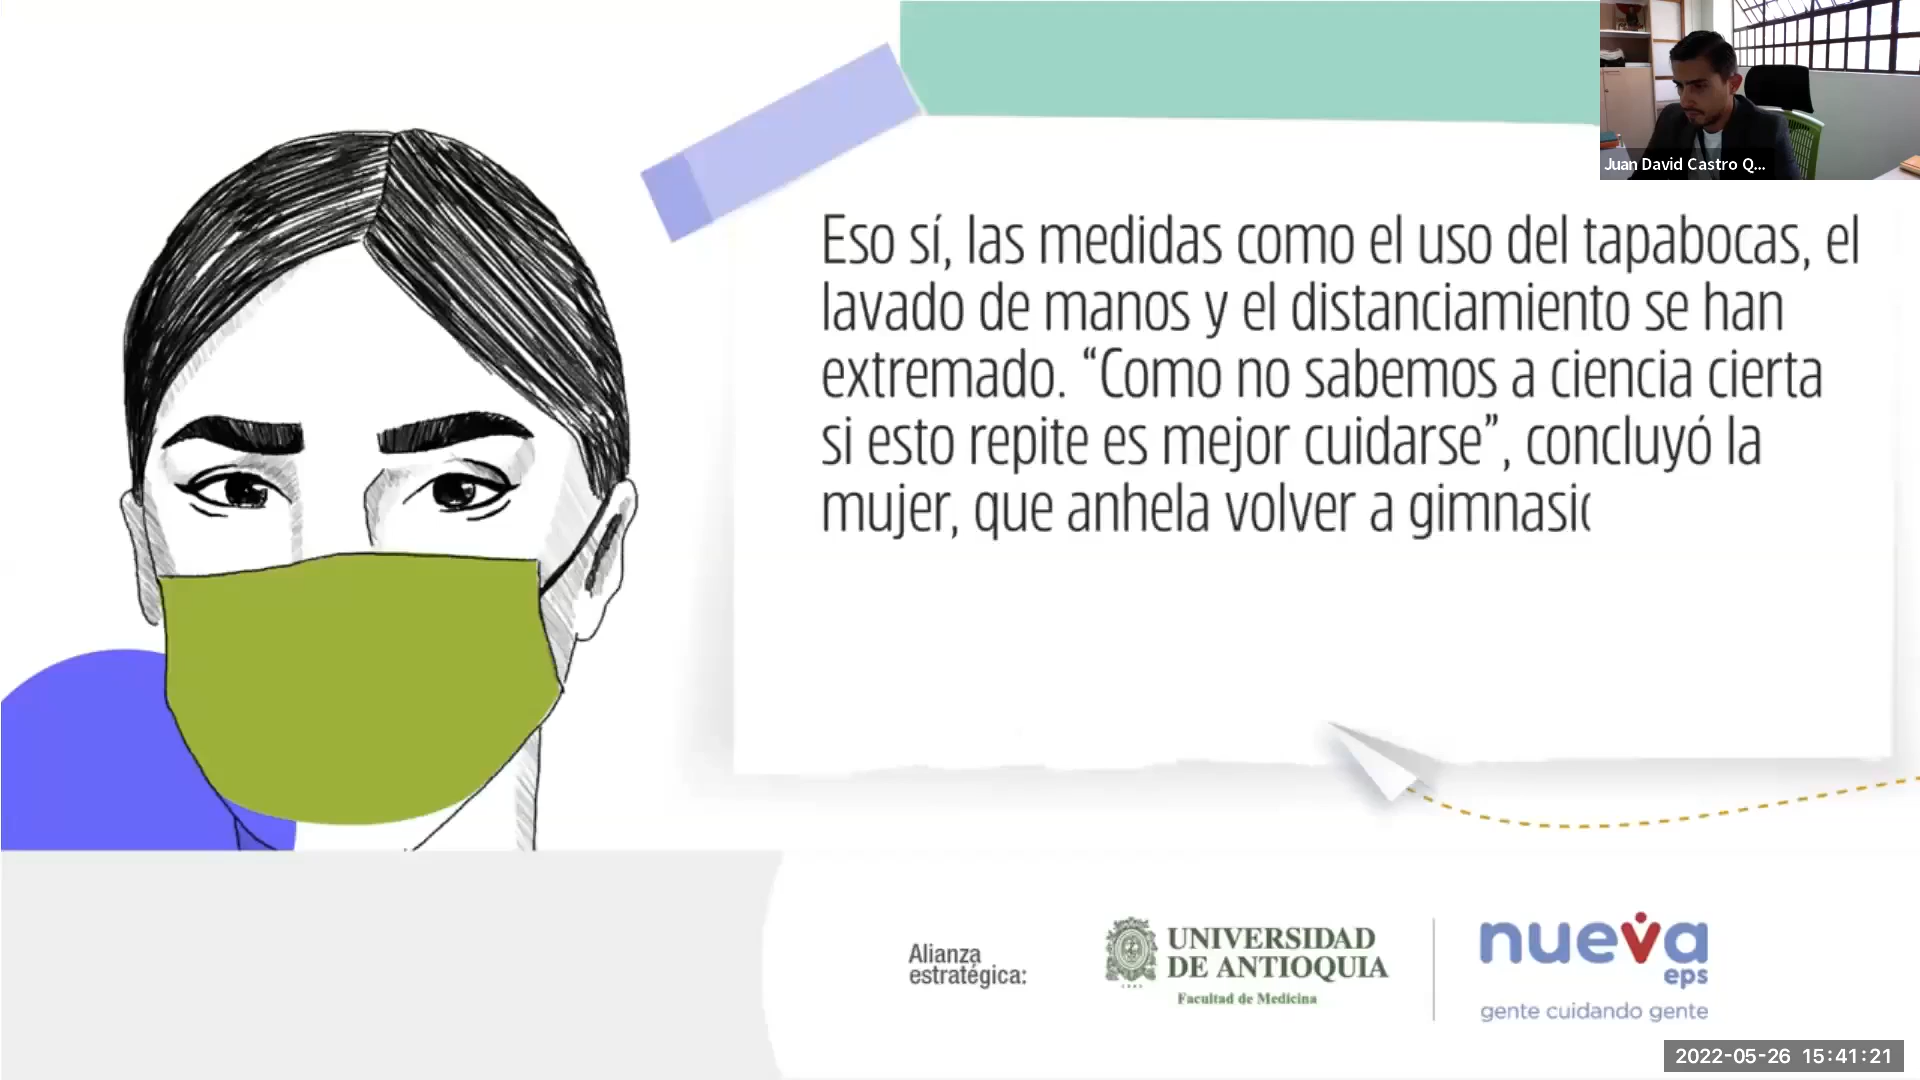 Juan David Castro Q...
Eso sí, las medidas como el uso del tapabocas, el
lavado de manos y el distanciamiento se han
extremado. “Como no sabemos a ciencia cierta
si esto repite es mejor cuidarse”, concluyó la
mujer, que anhela volver a gimnasio
Alianza
estratégica:
UNIVERSIDAD
DE ANTIOQUIA
Facultad de Medicina
nueva
eps
gente cuidando gente
2022-05-26 15:41:21